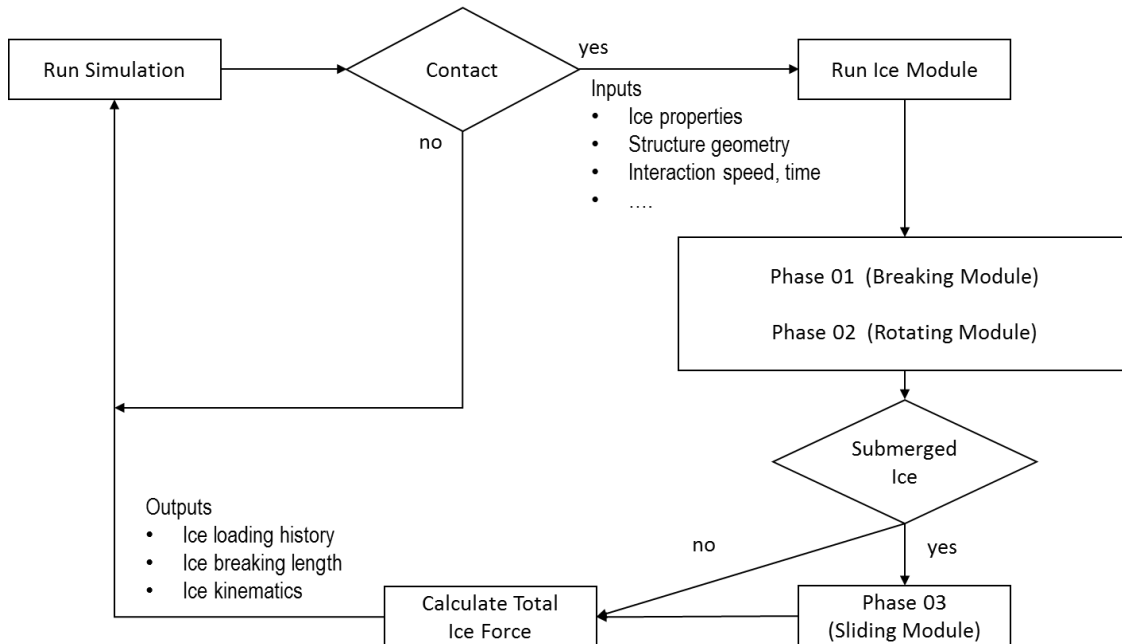 Run Simulation
Contact
yes
Run Ice Module
Inputs
• Ice properties
• Structure geometry
• Interaction speed, time
• ….
no
Phase 01 (Breaking Module)
Phase 02 (Rotating Module)
Submerged
Ice
no
yes
Outputs
• Ice loading history
• Ice breaking length
• Ice kinematics
Calculate Total
Ice Force
Phase 03
(Sliding Module)